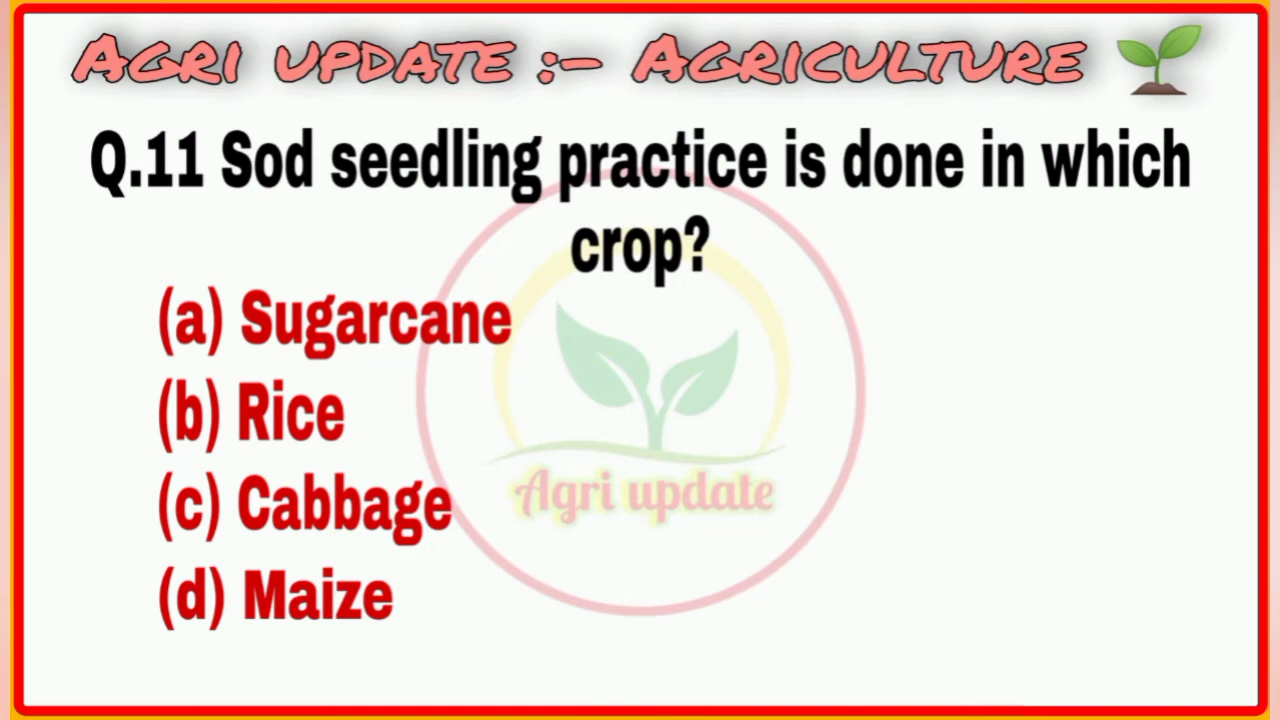 Agri update :- Agriculture
Q.11 Sod seedling practice is done in which
crop?
(a) Sugarcane
(b) Rice
(c) Cabbage
(d) Maize
Agri update